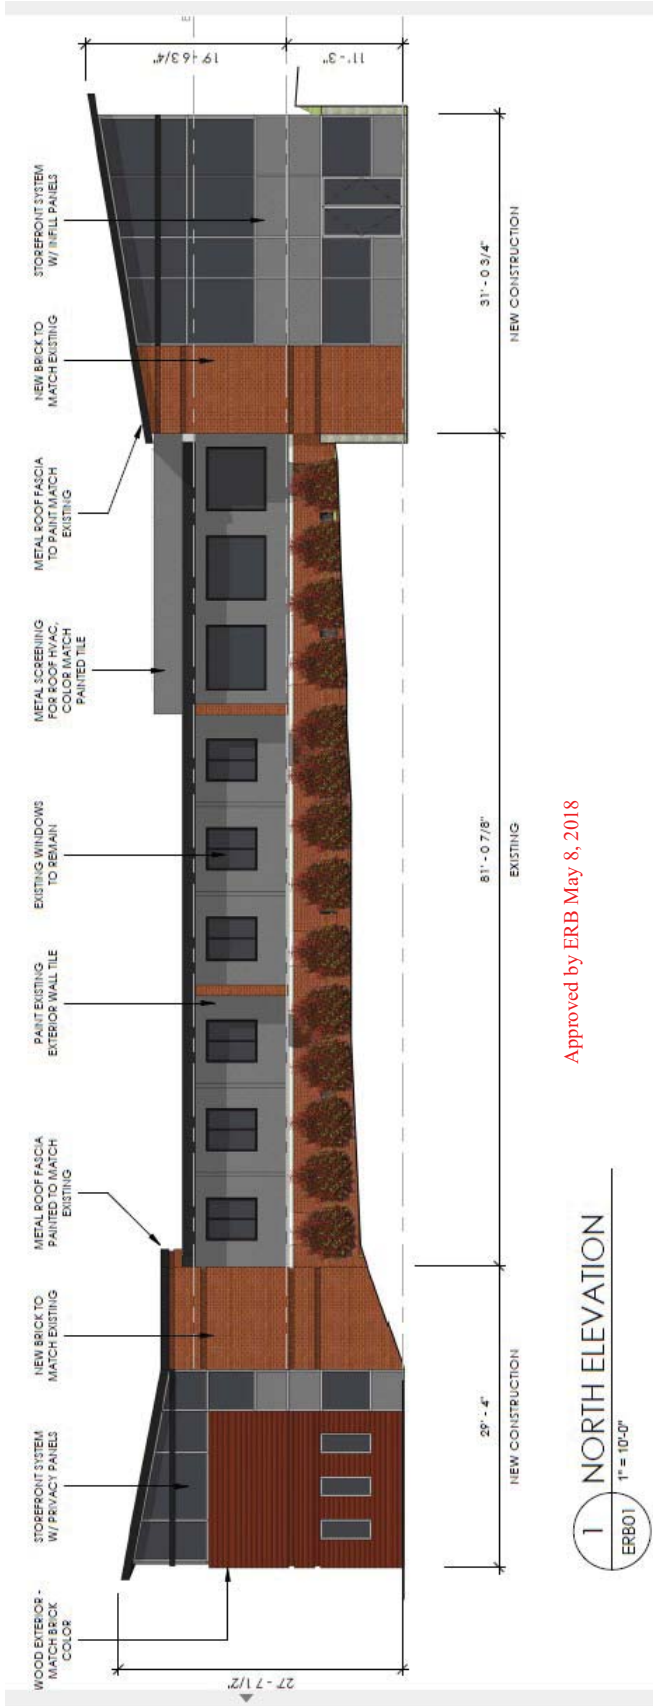 WOOD EXTERIOR -
MATCH BRICK
COLOR
STOREFRONT SYSTEM
W/ PRIVACY PANELS
NEW BRICK TO
MATCH EXISTING
METAL ROOF FASCIA
PAINTED TO MATCH
EXISTING
PAINT EXISTING
EXTERIOR WALL TILE
EXISTING WINDOWS
TO REMAIN
METAL SCREENING
FOR ROOF HVAC,
COLOR MATCH
PAINTED TILE
METAL ROOF FASCIA
TO PAINT MATCH
EXISTING
NEW BRICK TO
MATCH EXISTING
STOREFRONT SYSTEM
W/ INFILL PANELS
27' - 7 1/2"
19' - 6 3/4"
11' - 3"
29' - 4"
NEW CONSTRUCTION
81' - 0 7/8"
EXISTING
31' - 0 3/4"
NEW CONSTRUCTION
Approved by ERB May 8, 2018
1
ERB01
NORTH ELEVATION
1" = 10'-0"